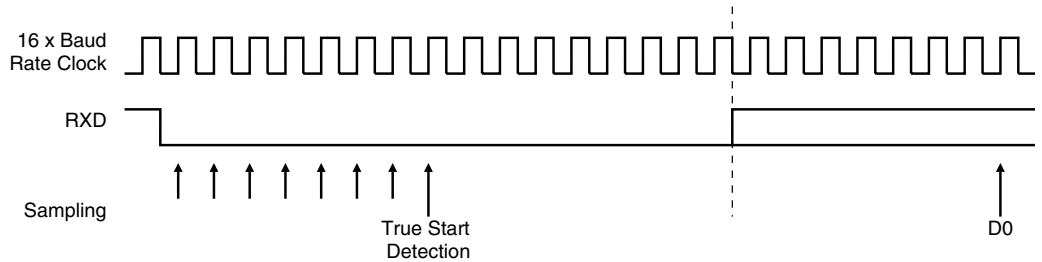 16 x Baud
Rate Clock
RXD
Sampling
True Start
Detection
D0